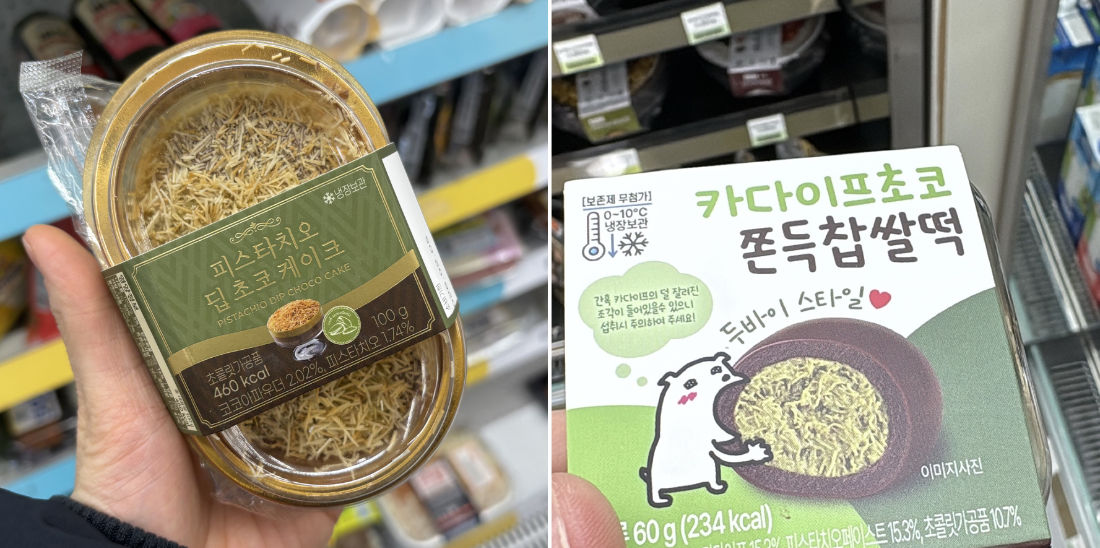 냉장보관
피스타치오
딥초코케이크
PISTACHIO DIP CHOCO CAKE
100 g
초콜릿가공품
460 kcal
코코아파우더 2.02%, 피스타치오 1.74%
[보존제 무첨가]
0~10°C
냉장보관
카다이프초코
쫀득찹쌀떡
간혹 카다이프의 덜 잘러진
조각이 들어있을수 있으니
섭취시 주의하여 주세요!
두바이 스타일
이미지사진
60 g (234 kcal)
피스타치오페이스트 15.3%, 초콜릿가공품 10.7%